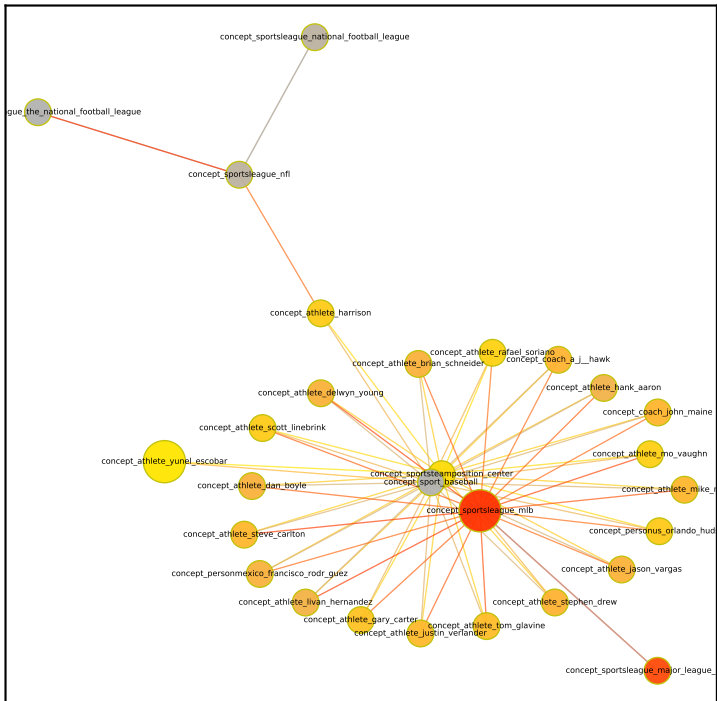 concept_sportsleague_national_football_league
gue_the_national_football_league
concept_sportsleague_nfl
concept_athlete_harrison
concept_athlete_rafael_soriano
concept_coach_a_j__hawk
concept_athlete_brian_schneider
concept_athlete_hank_aaron
concept_athlete_delwyn_young
concept_coach_john_maine
concept_athlete_scott_linebrink
concept_athlete_mo_vaughn
concept_athlete_yunel_escobar
concept_sportsteamposition_center
concept_sport_baseball
concept_athlete_dan_boyle
concept_athlete_mike_
concept_sportsleague_mlb
concept_athlete_steve_carlton
concept_personus_orlando_hud
concept_athlete_jason_vargas
concept_personmexico_francisco_rodr_guez
concept_athlete_livan_hernandez
concept_athlete_stephen_drew
concept_athlete_gary_carter
concept_athlete_tom_glavine
concept_athlete_justin_verlander
concept_sportsleague_major_league_